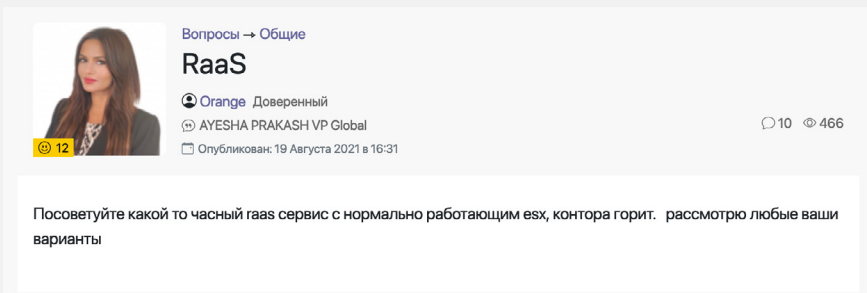 Вопросы → Общие
RaaS
Orange Доверенный
AYESHA PRAKASH VP Global
12
Опубликован: 19 Августа 2021 в 16:31
10 466
Посоветуйте какой то часный raas сервис с нормально работающим esx, контора горит. рассмотрю любые ваши
варианты